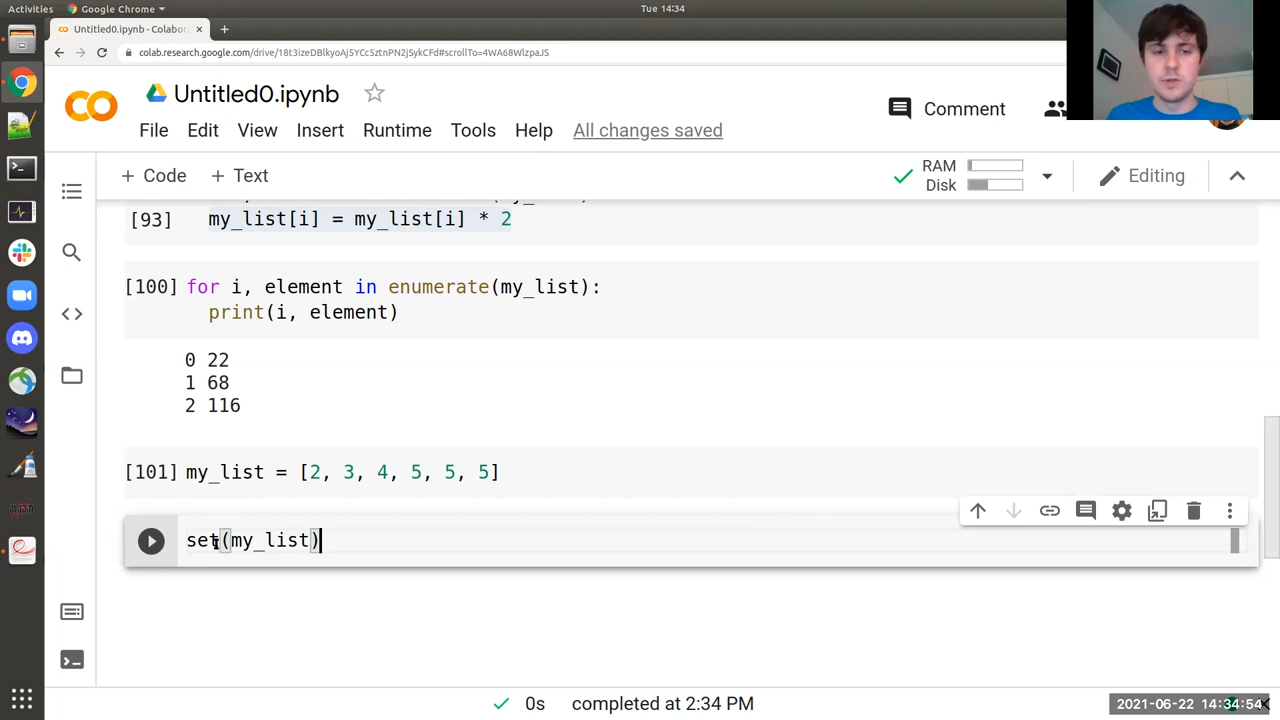 Activities Google Chrome Tue 14:34
Untitled0.ipynb - Colabora
colab.research.google.com/drive/18t3izeDBlkyoAj5YCc5ztnPN2jSykCFd#scrollTo=4WA68WlzpaJS
Untitled0.ipynb
Comment
File Edit View Insert Runtime Tools Help All changes saved
+ Code + Text
RAM
Disk
Editing
[93] my_list[i] = my_list[i] * 2
[100] for i, element in enumerate(my_list):
print(i, element)
0 22
1 68
2 116
[101] my_list = [2, 3, 4, 5, 5, 5]
set(my_list)
0s completed at 2:34 PM
2021-06-22 14:34:54